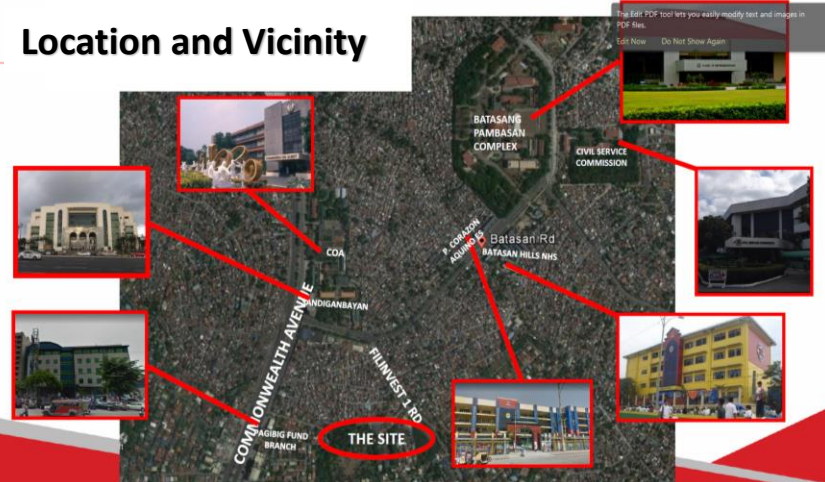 Location and Vicinity
The Edit PDF tool lets you easily modify text and images in
PDF files.
Edit Now Do Not Show Again
BATASANG
PAMBASAN
COMPLEX
CIVIL SERVICE
COMMISSION
P. CORAZON
AQUINO ES
Batasan Rd
BATASAN HILLS NHS
COA
ANDIGANBAYAN
COMMONWEALTH AVENUE
FILINVEST 1 RD
PAGIBIG FUND
BRANCH
THE SITE